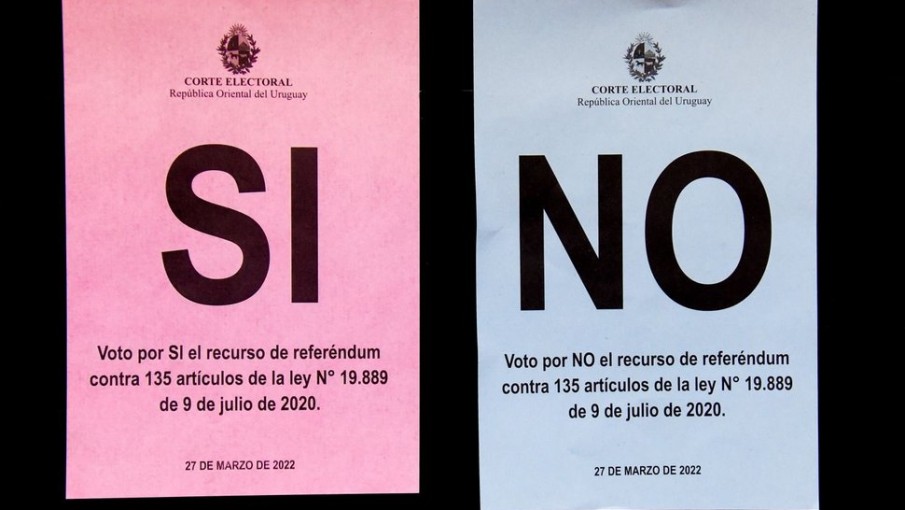 CORTE ELECTORAL
República Oriental del Uruguay
SI
Voto por SI el recurso de referéndum
contra 135 artículos de la ley N° 19.889
de 9 de julio de 2020.
27 DE MARZO DE 2022
CORTE ELECTORAL
República Oriental del Uruguay
NO
Voto por NO el recurso de referéndum
contra 135 artículos de la ley N° 19.889
de 9 de julio de 2020.
27 DE MARZO DE 2022